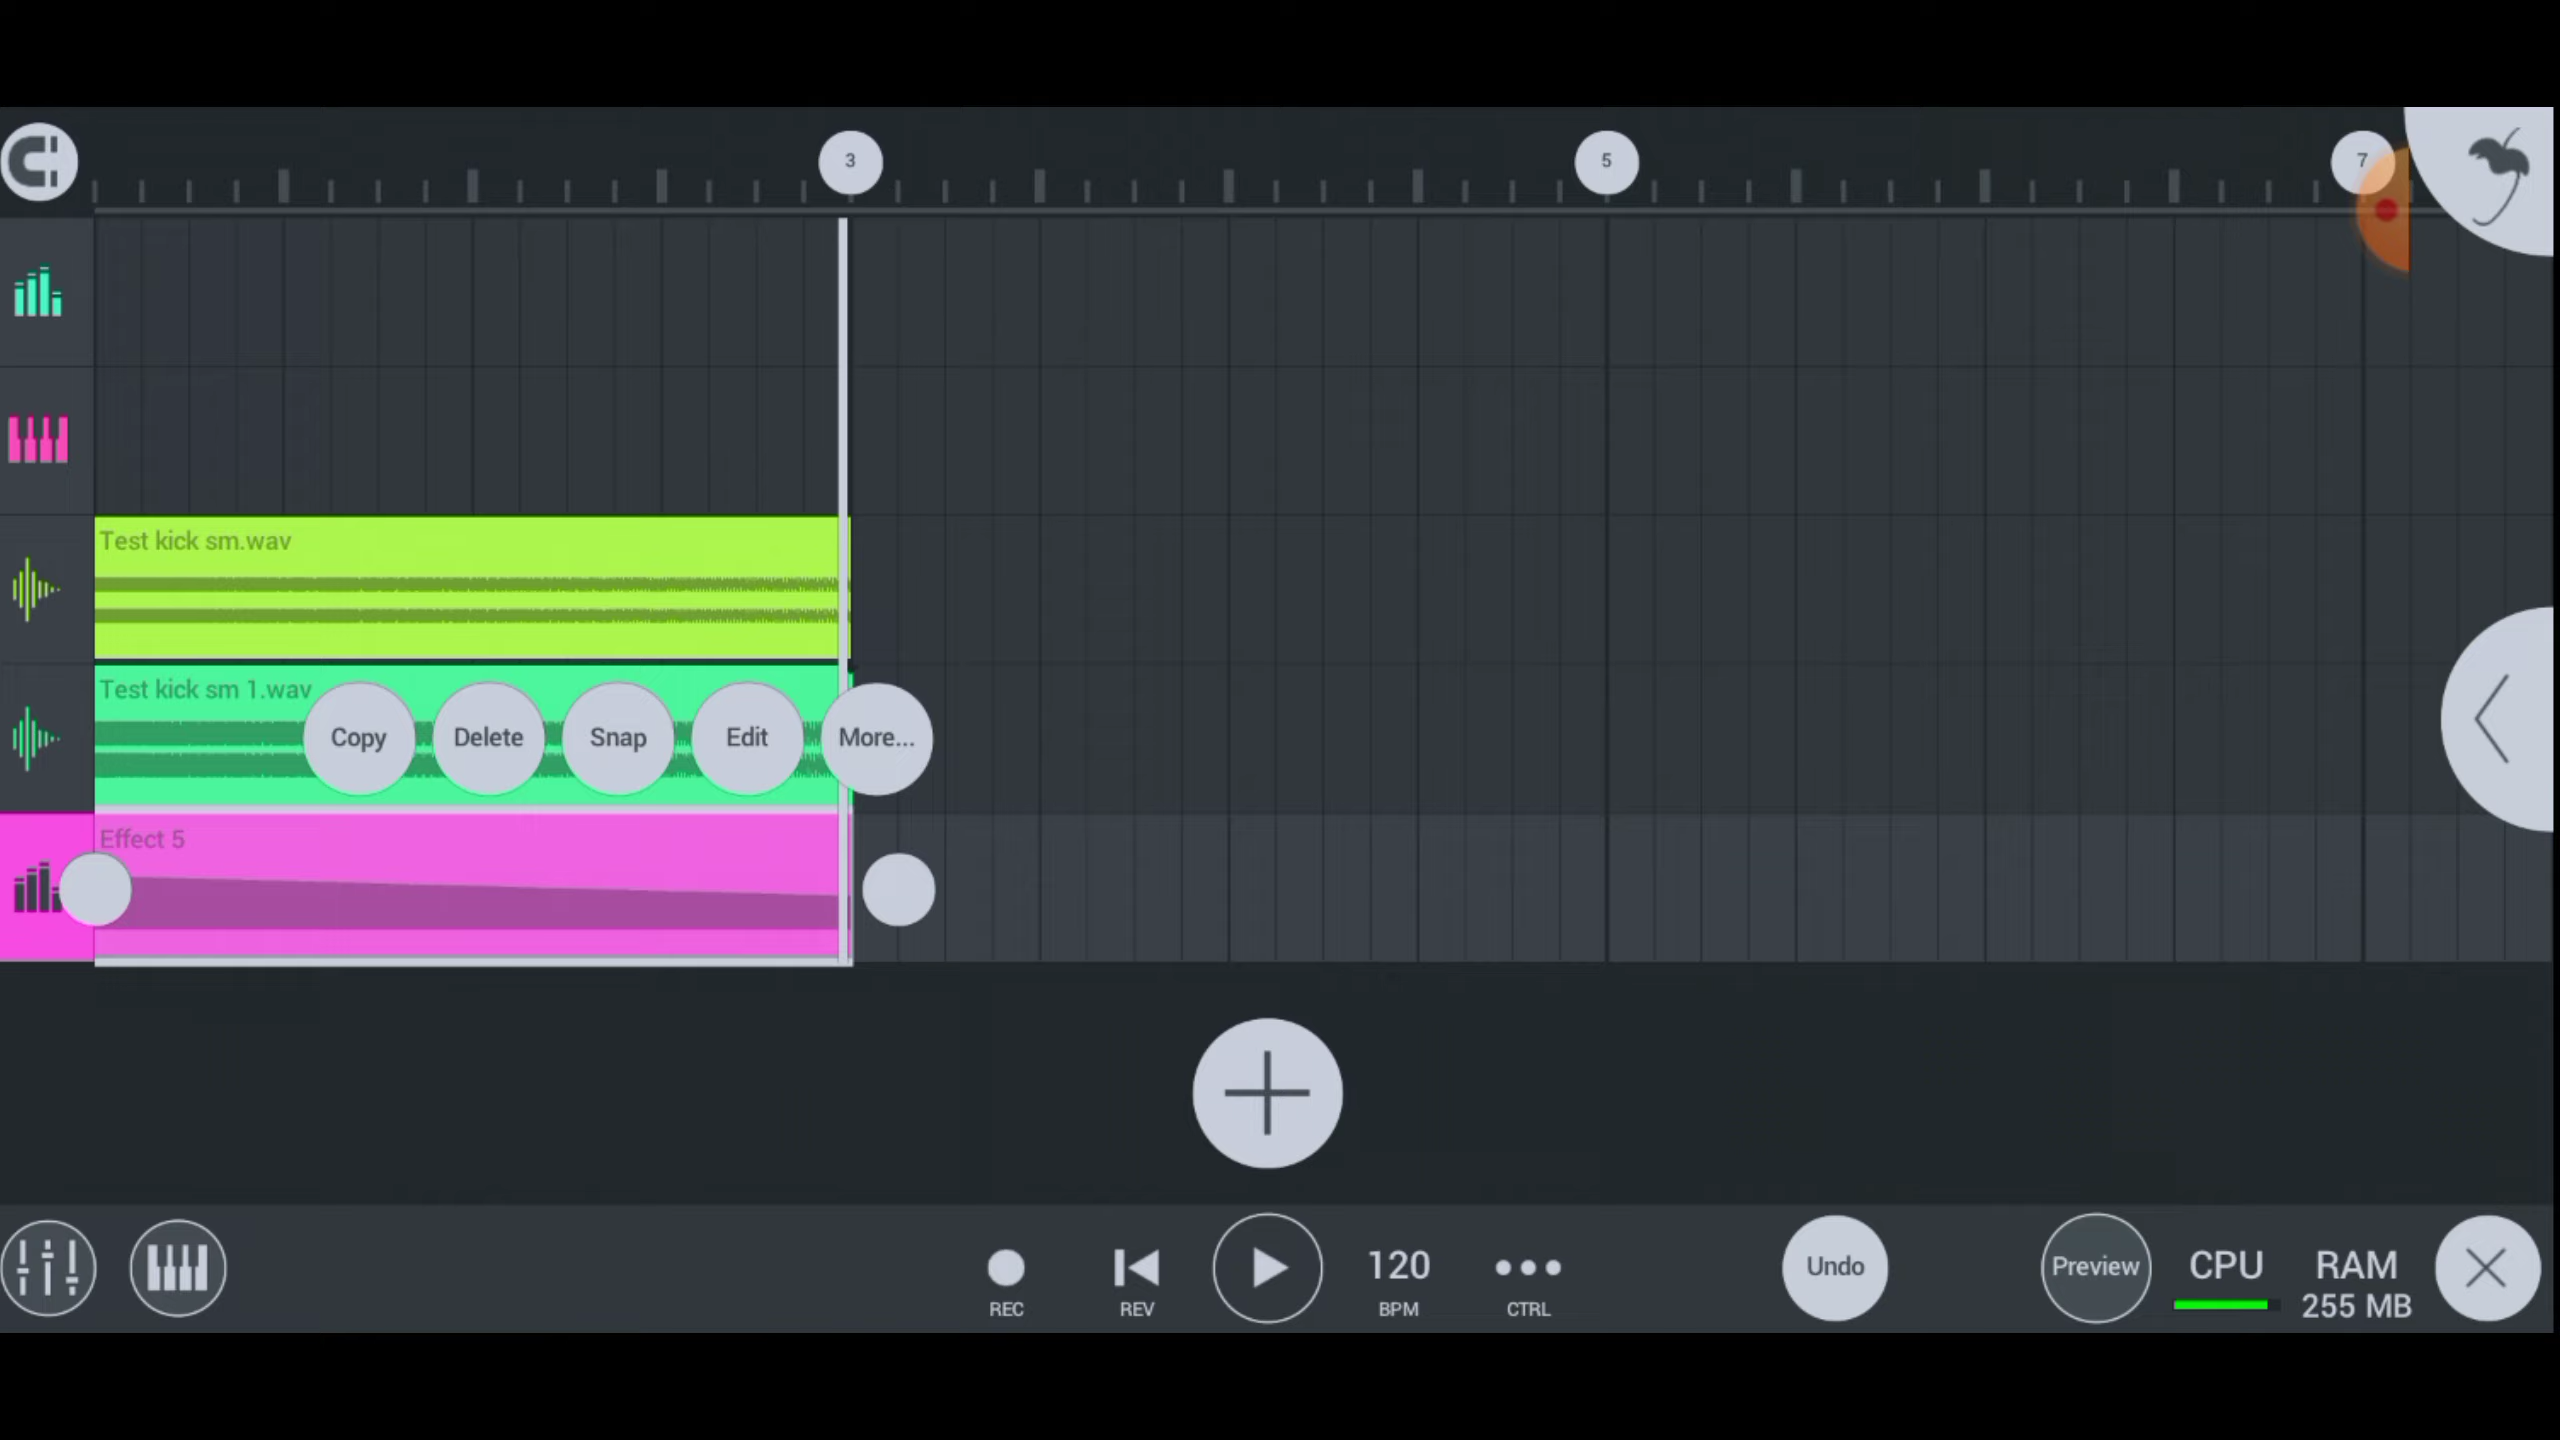 3 5 7
Test kick sm.wav
Test kick sm 1.wav
Copy Delete Snap Edit More...
Effect 5
120
REC REV BPM CTRL
Undo
Preview
CPU
RAM
255 MB